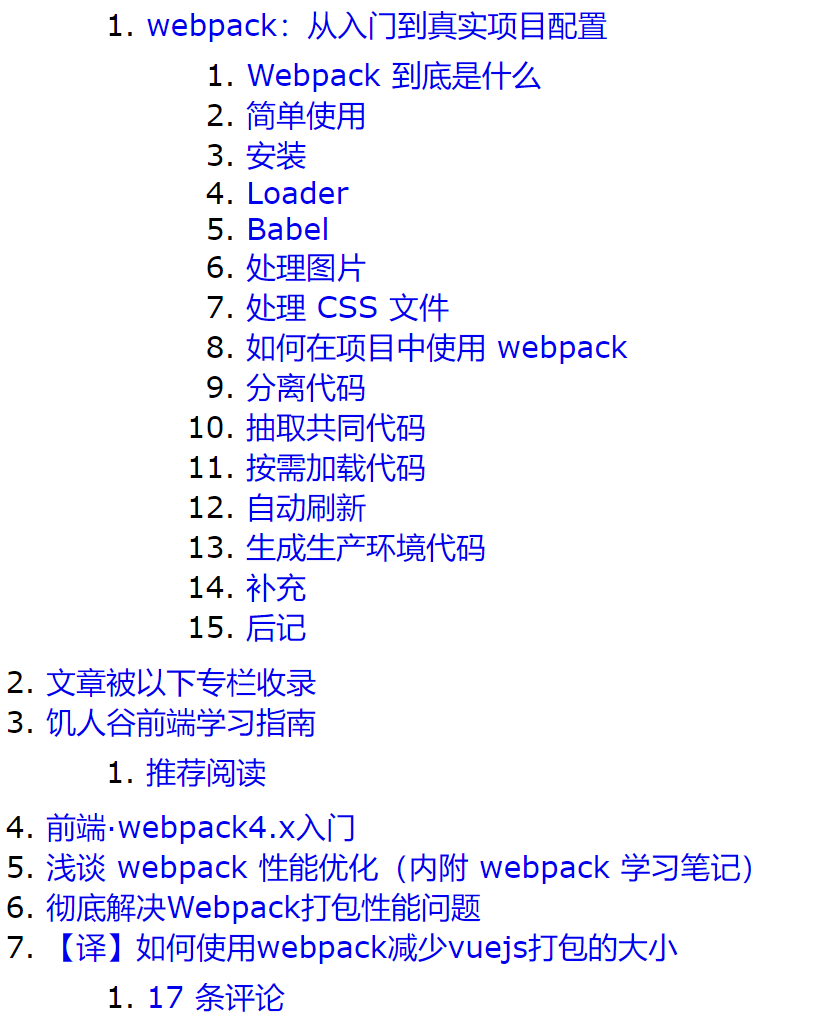 1. webpack：从入门到真实项目配置
1. Webpack 到底是什么
2. 简单使用
3. 安装
4. Loader
5. Babel
6. 处理图片
7. 处理 CSS 文件
8. 如何在项目中使用 webpack
9. 分离代码
10. 抽取共同代码
11. 按需加载代码
12. 自动刷新
13. 生成生产环境代码
14. 补充
15. 后记
2. 文章被以下专栏收录
3. 饥人谷前端学习指南
1. 推荐阅读
4. 前端·webpack4.x入门
5. 浅谈 webpack 性能优化（内附 webpack 学习笔记）
6. 彻底解决Webpack打包性能问题
7. 【译】如何使用webpack减少vuejs打包的大小
1. 17 条评论